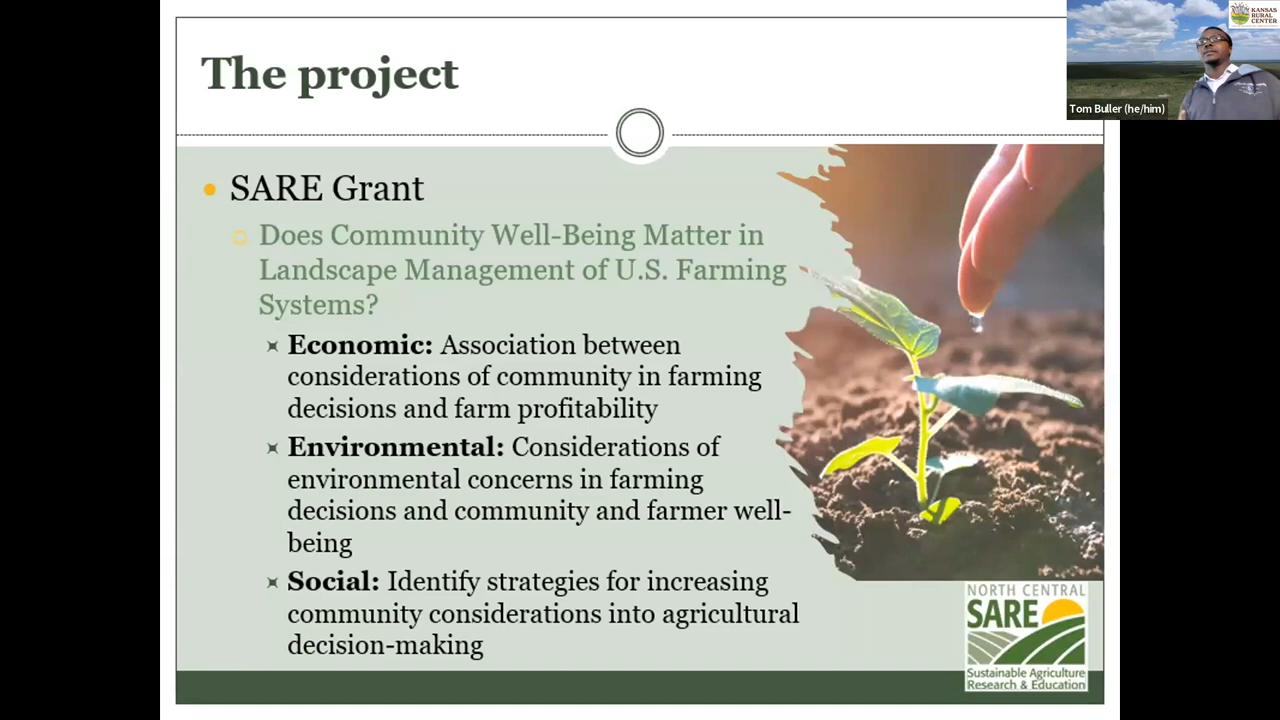 The project
KANSAS
RURAL
CENTER
Tom Buller (he/him)
SARE Grant
Does Community Well-Being Matter in
Landscape Management of U.S. Farming
Systems?
Economic: Association between
considerations of community in farming
decisions and farm profitability
Environmental: Considerations of
environmental concerns in farming
decisions and community and farmer well-
being
Social: Identify strategies for increasing
community considerations into agricultural
decision-making
NORTH CENTRAL
SARE
Sustainable Agriculture
Research & Education